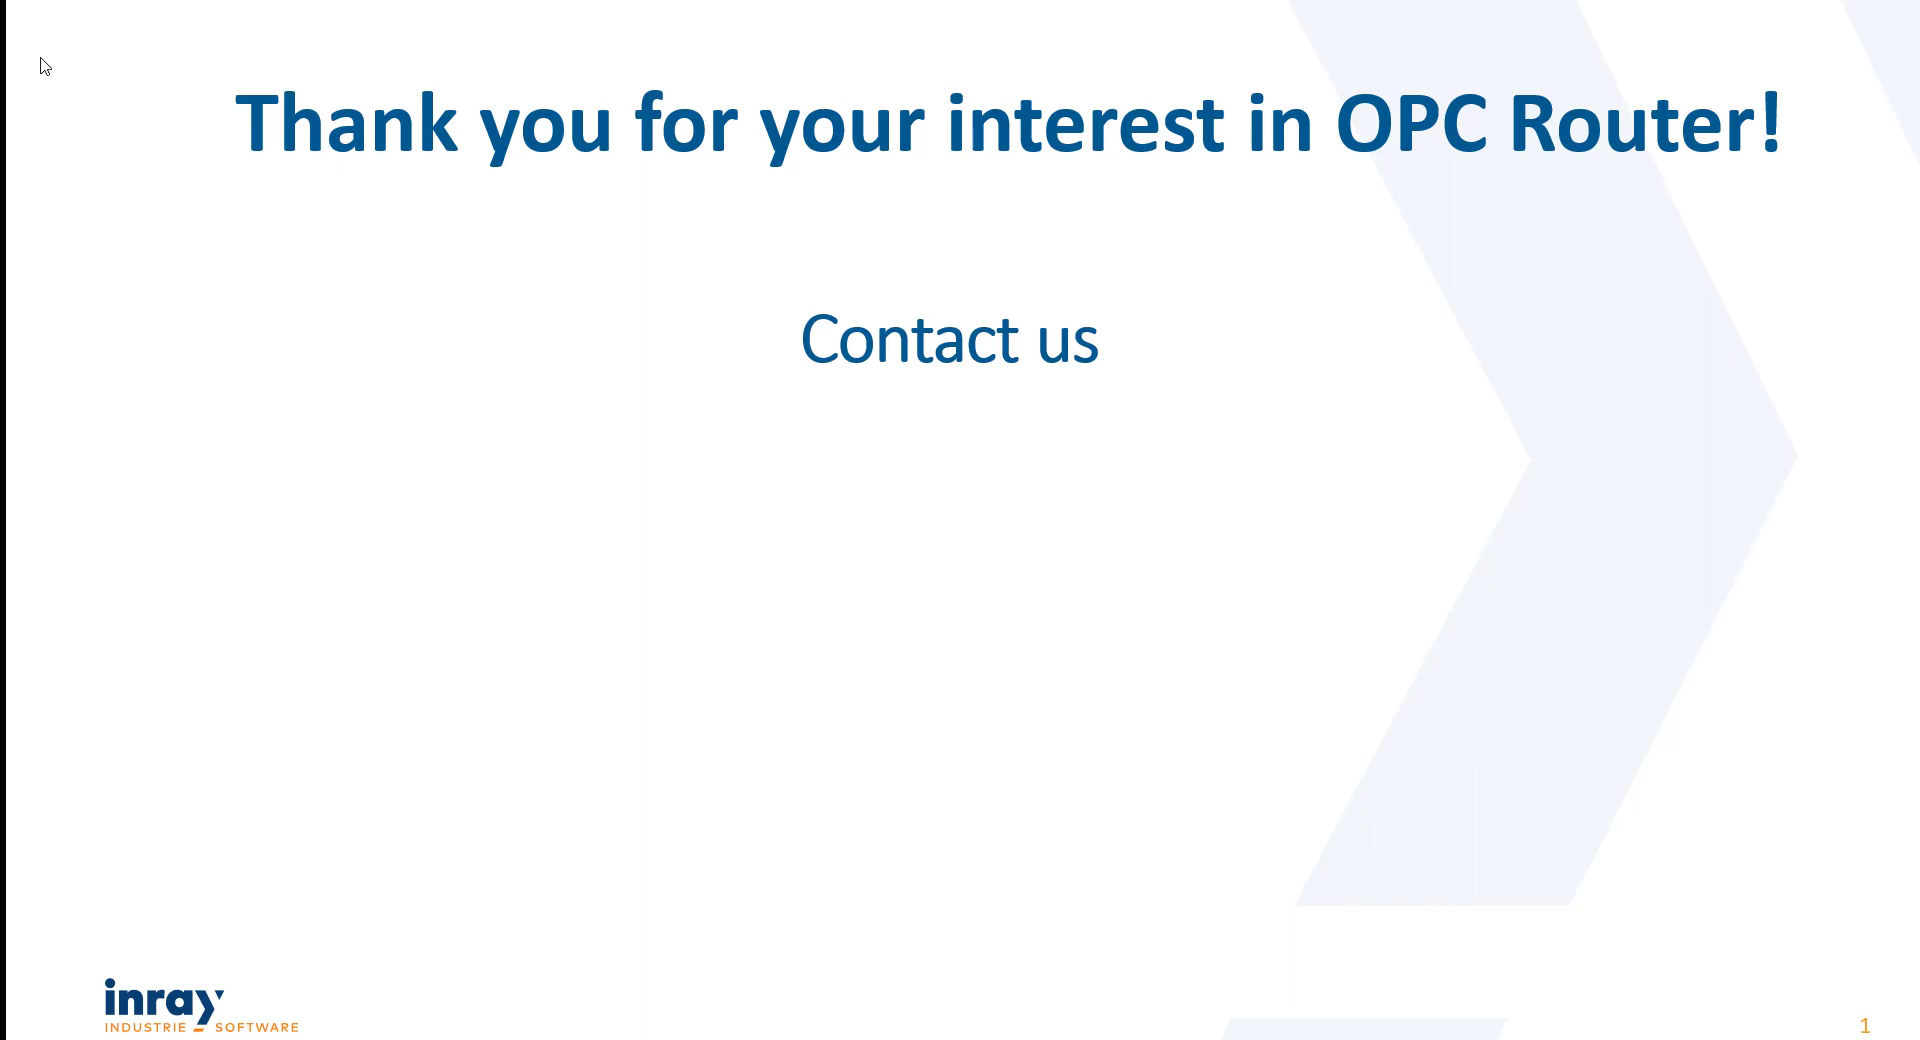 Thank you for your interest in OPC Router!
Contact us
inray
INDUSTRIE SOFTWARE
1